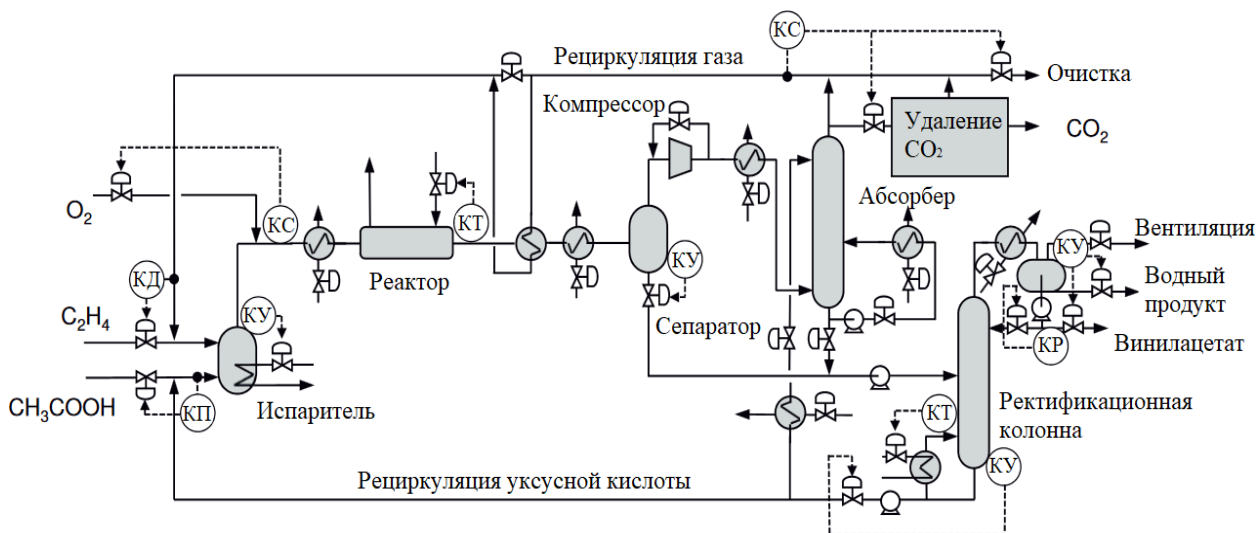 КС
Рециркуляция газа
Очистка
Компрессор
Удаление
CO₂
CO₂
O₂
КС
КТ
Абсорбер
Реактор
КУ
КУ
Вентиляция
КД
Водный
продукт
C₂H₄
КУ
Сепаратор
Винилацетат
КР
CH₃COOH
КП
Испаритель
КТ
Ректификационная
колонна
КУ
Рециркуляция уксусной кислоты